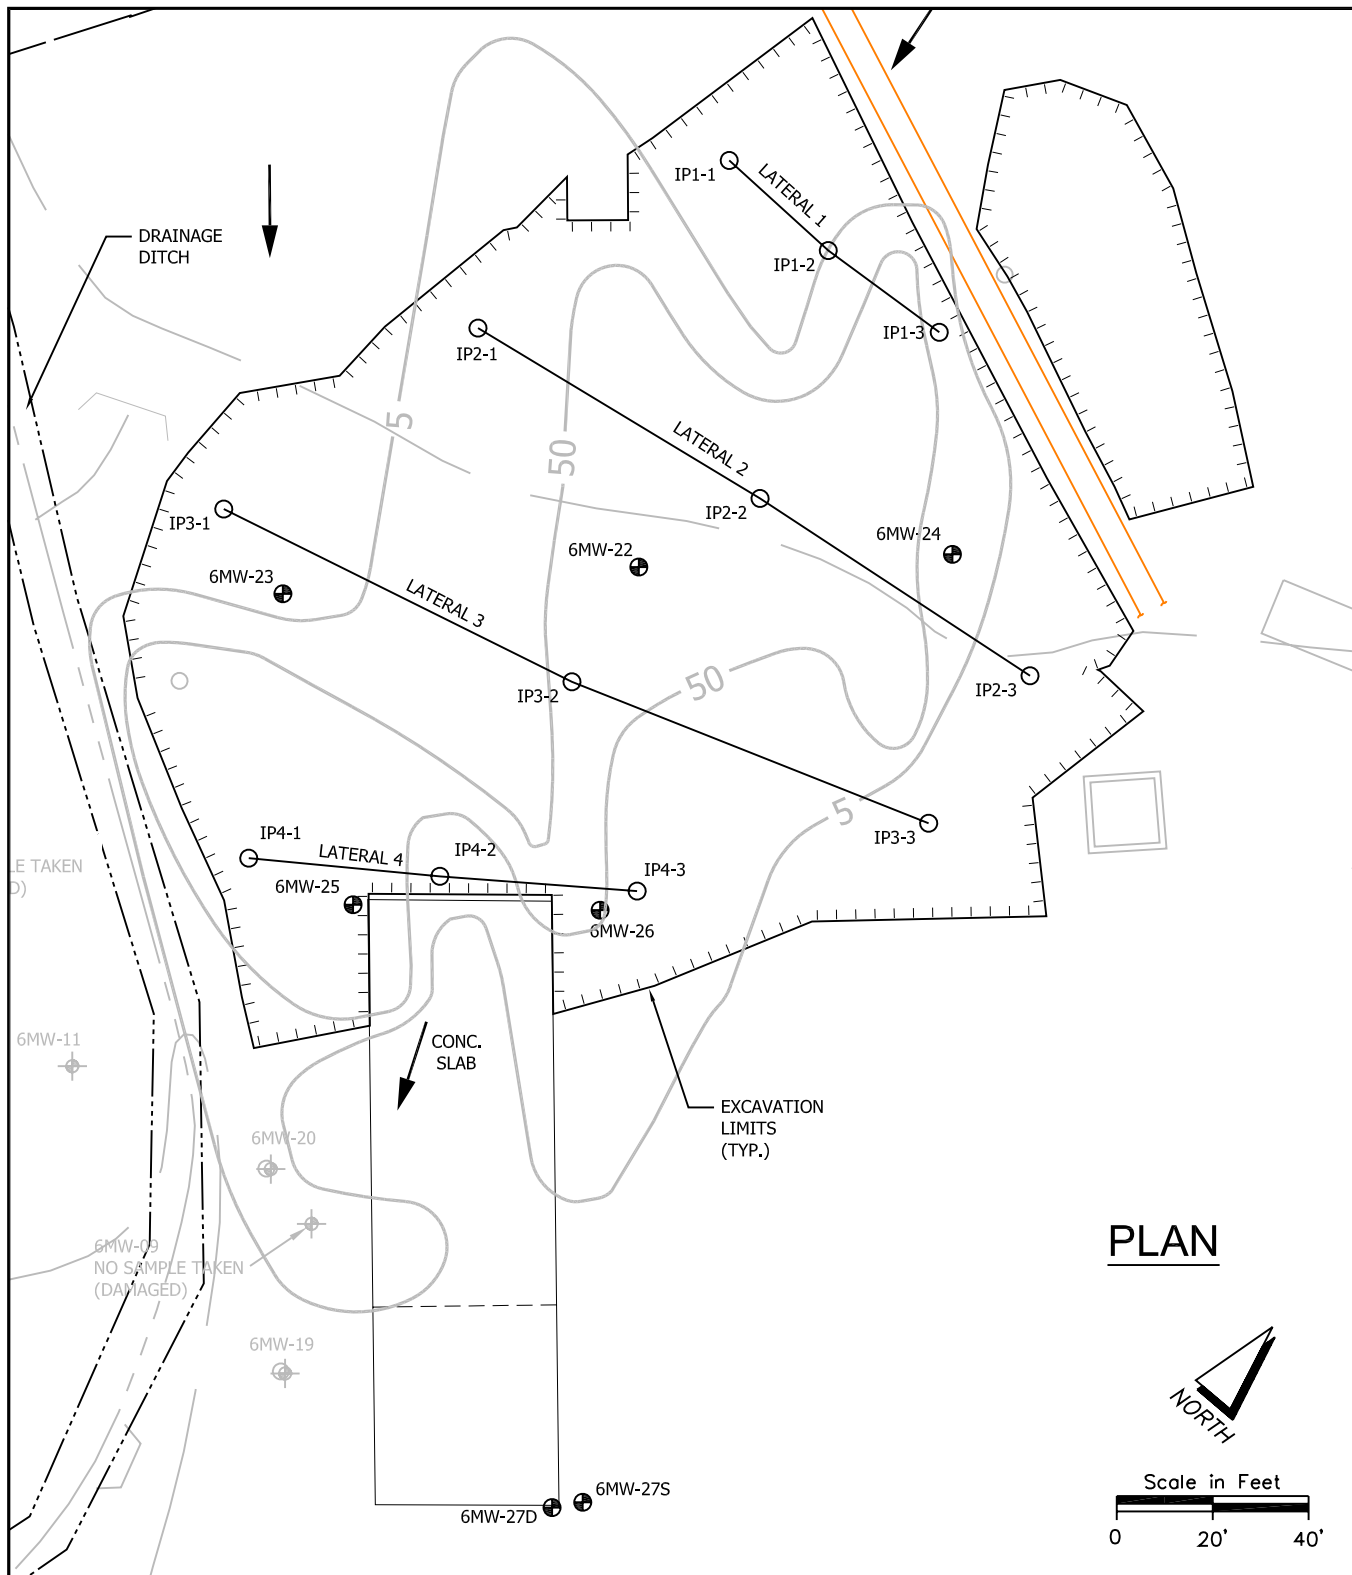 IP1-1
LATERAL 1
IP1-2
IP1-3
DRAINAGE
DITCH
IP2-1
5
50
LATERAL 2
IP2-2
IP3-1
6MW-24
6MW-22
6MW-23
LATERAL 3
IP3-2
50
IP2-3
5
IP3-3
IP4-1
LATERAL 4
IP4-2
IP4-3
LE TAKEN
D)
6MW-25
6MW-26
6MW-11
CONC.
SLAB
EXCAVATION
LIMITS
(TYP.)
6MW-20
6MW-09
NO SAMPLE TAKEN
(DAMAGED)
PLAN
6MW-19
NORTH
Scale in Feet
0 20' 40'
6MW-27S
6MW-27D